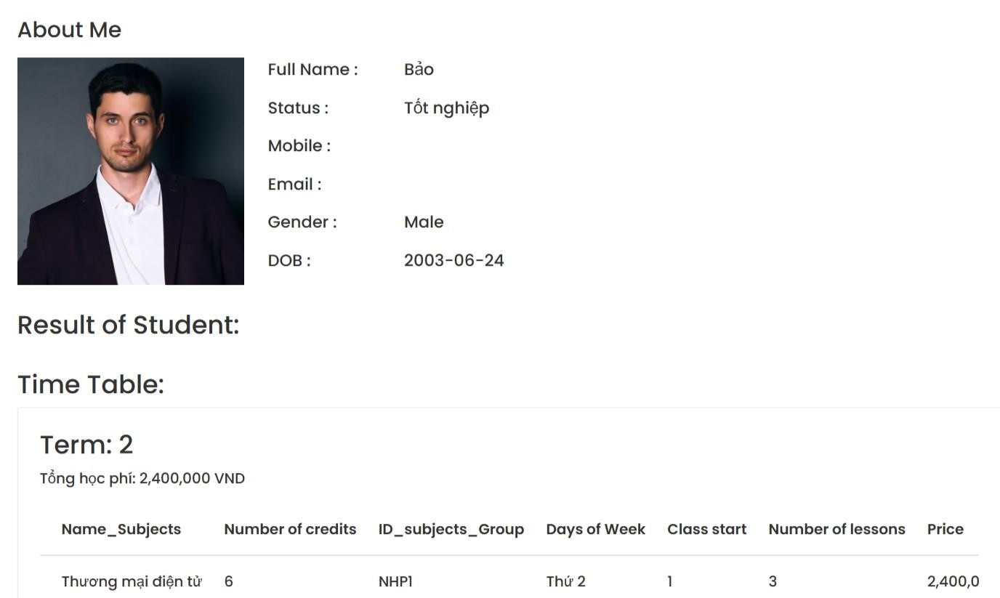 About Me
Full Name : Bảo
Status : Tốt nghiệp
Mobile :
Email :
Gender : Male
DOB : 2003-06-24
Result of Student:
Time Table:
Term: 2
Tổng học phí: 2,400,000 VND
Name_Subjects Number of credits ID_subjects_Group Days of Week Class start Number of lessons Price
Thương mại điện tử 6 NHP1 Thứ 2 1 3 2,400,0